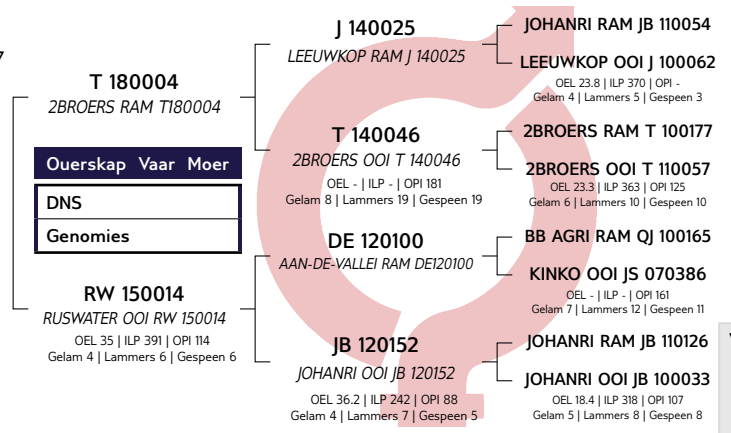 7
T 180004
2BROERS RAM T180004
Ouerskap Vaar Moer
DNS
Genomies
RW 150014
RUSWATER OOI RW 150014
OEL 35 | ILP 391 | OPI 114
Gelam 4 | Lammers 6 | Gespeen 6
J 140025
LEEUWKOP RAM J 140025
T 140046
2BROERS OOI T 140046
OEL - | ILP - | OPI 181
Gelam 8 | Lammers 19 | Gespeen 19
DE 120100
AAN-DE-VALLEI RAM DE120100
JB 120152
JOHANRI OOI JB 120152
OEL 36.2 | ILP 242 | OPI 88
Gelam 4 | Lammers 7 | Gespeen 5
JOHANRI RAM JB 110054
LEEUWKOP OOI J 100062
OEL 23.8 | ILP 370 | OPI -
Gelam 4 | Lammers 5 | Gespeen 3
2BROERS RAM T 100177
2BROERS OOI T 110057
OEL 23.3 | ILP 363 | OPI 125
Gelam 6 | Lammers 10 | Gespeen 10
BB AGRI RAM QJ 100165
KINKO OOI JS 070386
OEL - | ILP - | OPI 161
Gelam 7 | Lammers 12 | Gespeen 11
JOHANRI RAM JB 110126
JOHANRI OOI JB 100033
OEL 18.4 | ILP 318 | OPI 107
Gelam 5 | Lammers 8 | Gespeen 8